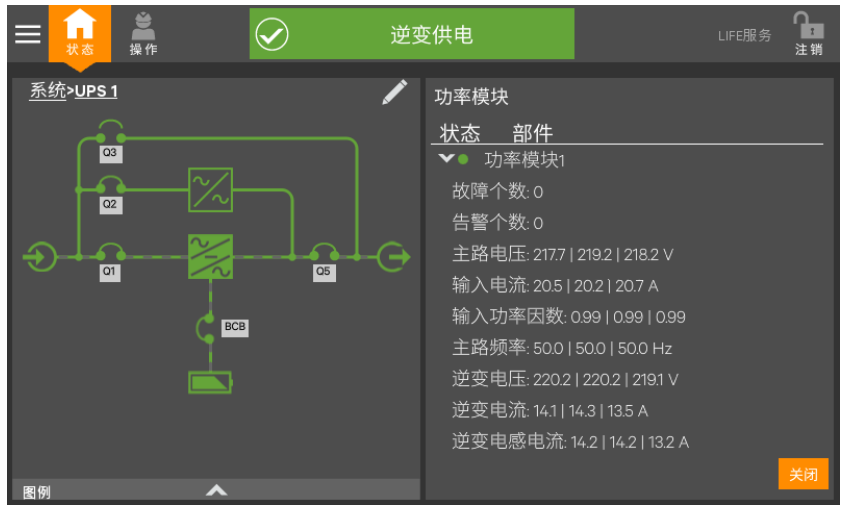 状态
操作
逆变供电
LIFE服务
注销
系统>UPS 1
Q3
Q2
Q1
Q5
BCB
图例
功率模块
状态 部件
功率模块1
故障个数: 0
告警个数: 0
主路电压: 217.7 | 219.2 | 218.2 V
输入电流: 20.5 | 20.2 | 20.7 A
输入功率因数: 0.99 | 0.99 | 0.99
主路频率: 50.0 | 50.0 | 50.0 Hz
逆变电压: 220.2 | 220.2 | 219.1 V
逆变电流: 14.1 | 14.3 | 13.5 A
逆变电感电流: 14.2 | 14.2 | 13.2 A
关闭